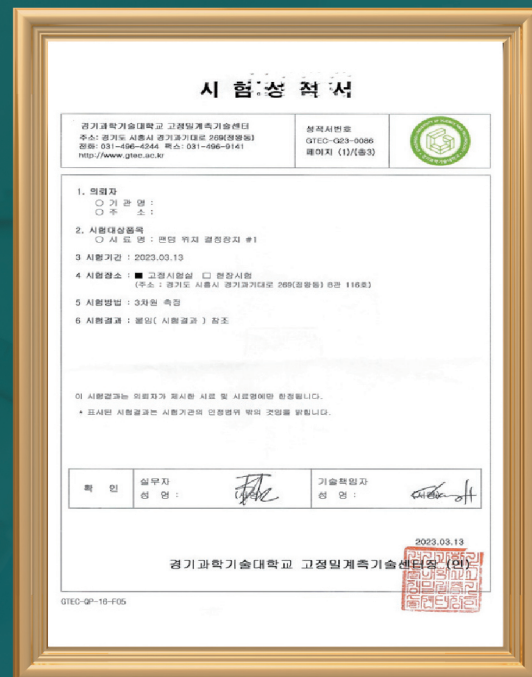 시 험 성 적 서
경기과학기술대학교 고정밀계측기술센터
주소: 경기도 시흥시 경기과기대로 269(정왕동)
전화: 031-496-4244 팩스: 031-496-9141
http://www.gtec.ac.kr
성적서번호
GTEC-G23-0086
페이지 (1)/(총3)
1. 의뢰자
○ 기 관 명 :
○ 주 소 :
2. 시험대상품목
○ 시 료 명 : 맨덤 위치 결정장치 #1
3 시험기간 : 2023.03.13
4 시험장소 : ■ 고정시험실 □ 현장시험
(주소 : 경기도 시흥시 경기과기대로 269(정왕동) 8관 116호)
5 시험방법 : 3차원 측정
6 시험결과 : 붙임( 시험결과 ) 참조
이 시험결과는 의뢰자가 제시한 시료 및 시료명에만 한정됩니다.
* 표시된 시험결과는 시험기관의 인정범위 밖의 것임을 밝힙니다.
확 인
실무자
성 명 :
기술책임자
성 명 :
2023.03.13
경기과학기술대학교 고정밀계측기술센터장 (인)
GTEC-QP-16-F05